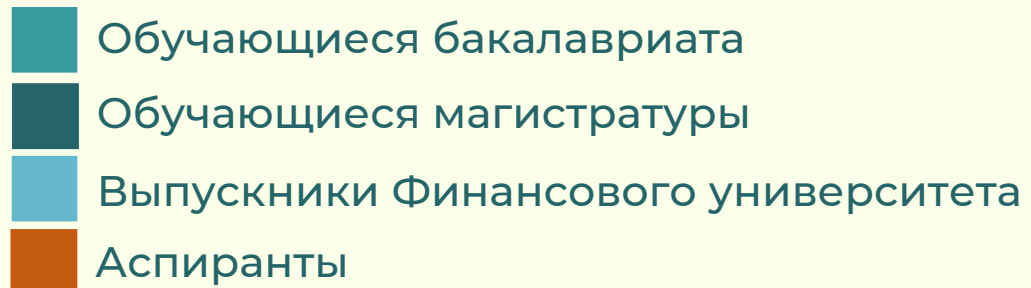 Обучающиеся бакалавриата
Обучающиеся магистратуры
Выпускники Финансового университета
Аспиранты